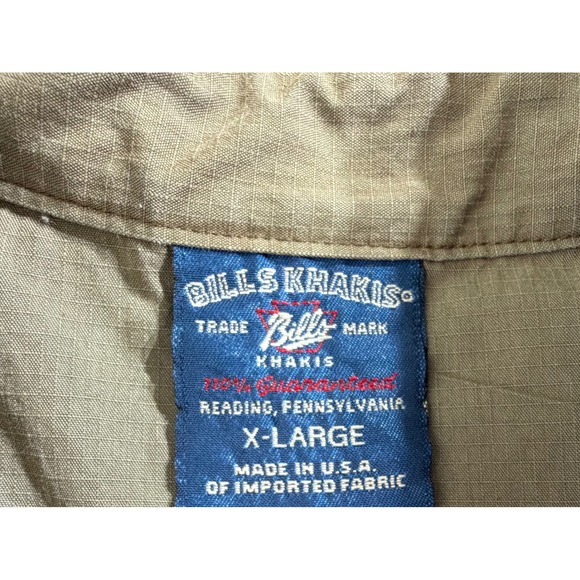 BILLS KHAKIS®
TRADE Bills MARK
KHAKIS
110% Guaranteed
READING, PENNSYLVANIA
X-LARGE
MADE IN U.S.A.
OF IMPORTED FABRIC